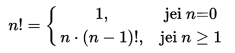 n! = { 1, jei n=0
n · (n − 1)!, jei n ≥ 1